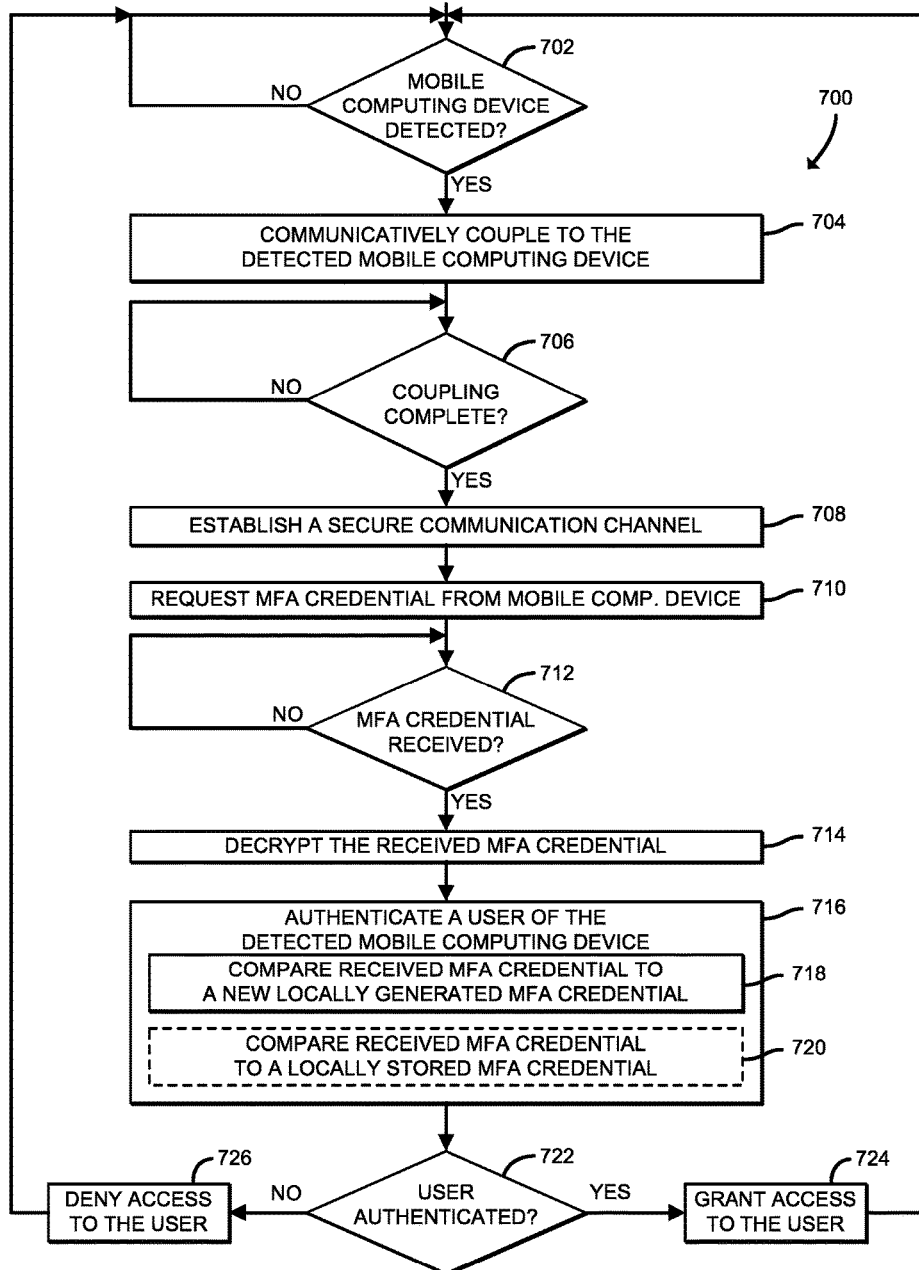 702
MOBILE
COMPUTING DEVICE
DETECTED?
NO
700
YES
COMMUNICATIVELY COUPLE TO THE
DETECTED MOBILE COMPUTING DEVICE
704
706
NO
COUPLING
COMPLETE?
YES
ESTABLISH A SECURE COMMUNICATION CHANNEL
708
REQUEST MFA CREDENTIAL FROM MOBILE COMP. DEVICE
710
712
NO
MFA CREDENTIAL
RECEIVED?
YES
DECRYPT THE RECEIVED MFA CREDENTIAL
714
AUTHENTICATE A USER OF THE
DETECTED MOBILE COMPUTING DEVICE
716
COMPARE RECEIVED MFA CREDENTIAL TO
A NEW LOCALLY GENERATED MFA CREDENTIAL
718
COMPARE RECEIVED MFA CREDENTIAL
TO A LOCALLY STORED MFA CREDENTIAL
720
726
DENY ACCESS
TO THE USER
NO
722
USER
AUTHENTICATED?
YES
724
GRANT ACCESS
TO THE USER